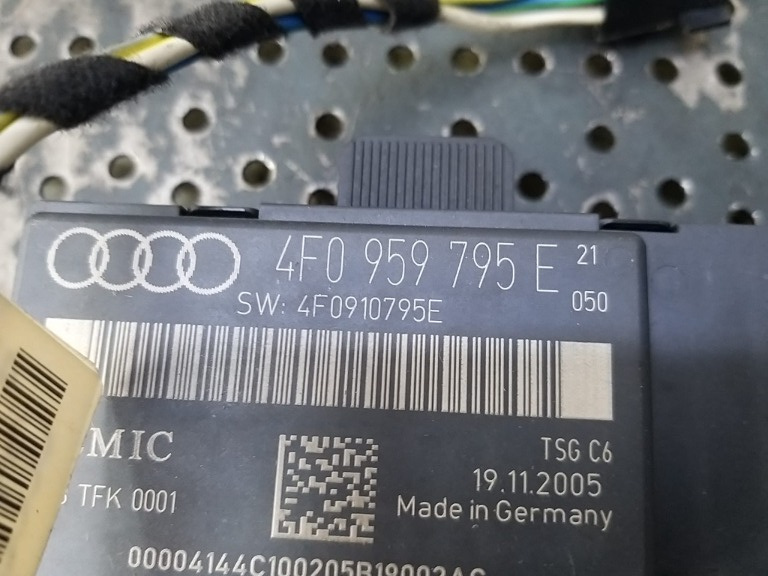 4F0 959 795 E 21
050
SW: 4F0910795E
MIC
TSG C6
19.11.2005
TFK 0001
Made in Germany